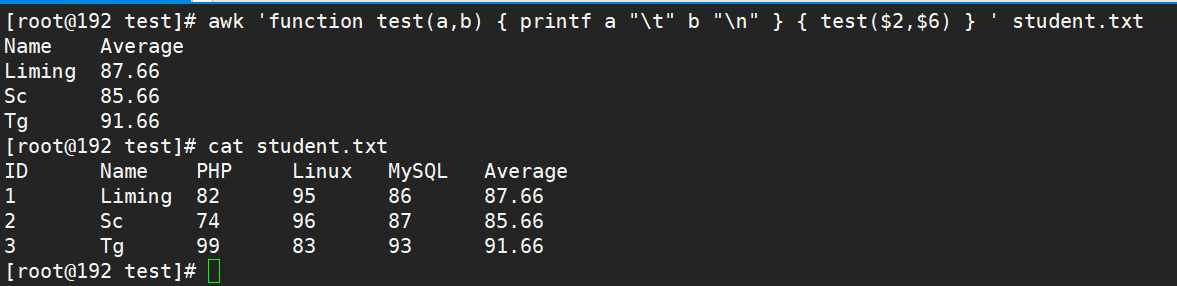 [root@192 test]# awk 'function test(a,b) { printf a "\t" b "\n" } { test($2,$6) } ' student.txt
Name    Average
Liming  87.66
Sc      85.66
Tg      91.66
[root@192 test]# cat student.txt
ID      Name    PHP     Linux   MySQL   Average
1       Liming  82      95      86      87.66
2       Sc      74      96      87      85.66
3       Tg      99      83      93      91.66
[root@192 test]#